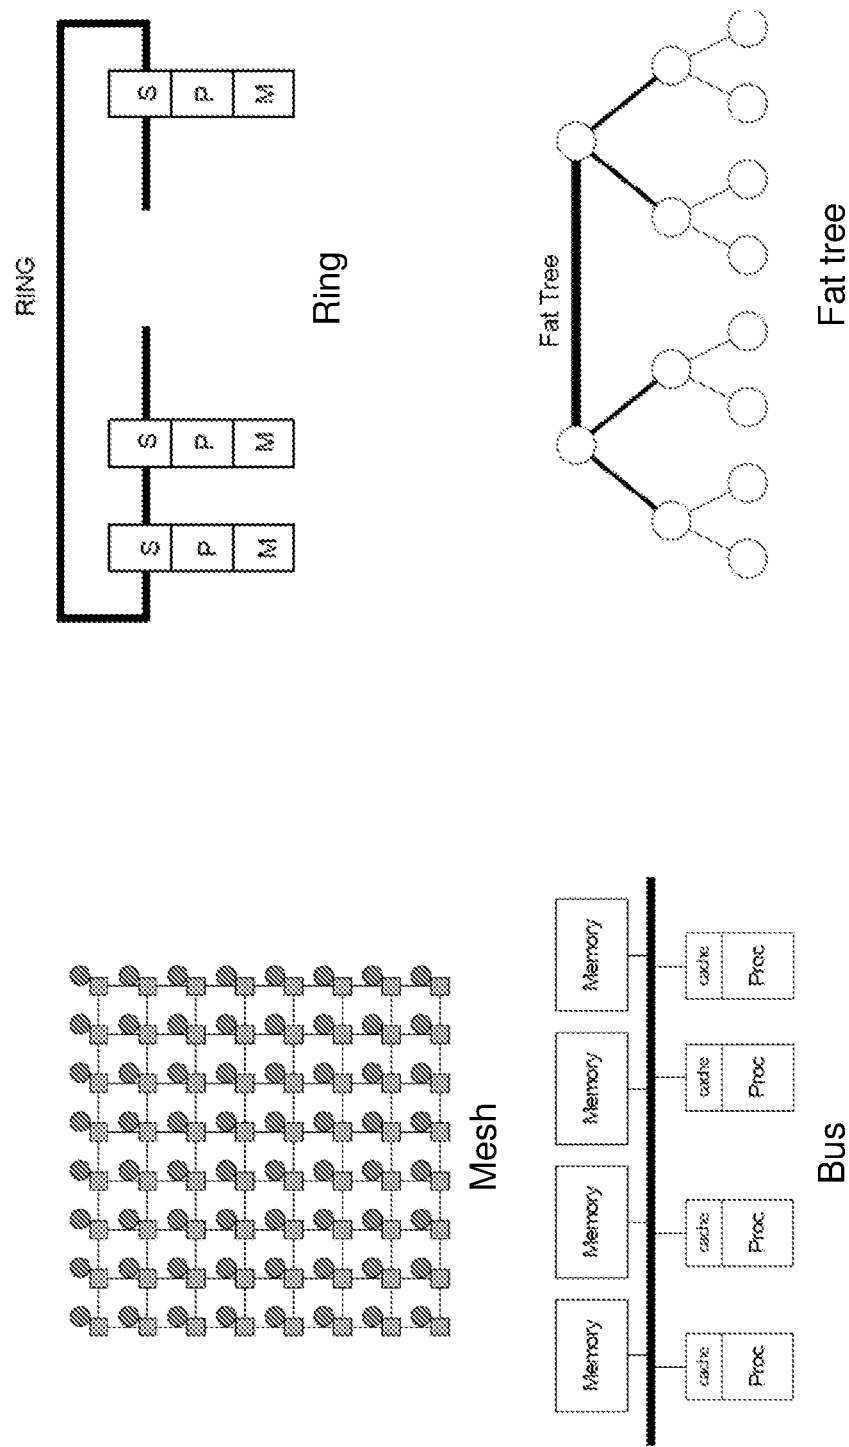 RING
S S S
P P P
M M M
Ring
Mesh
Fat Tree
Memory Memory Memory Memory
cache cache cache cache
Proc Proc Proc Proc
Bus
Fat tree